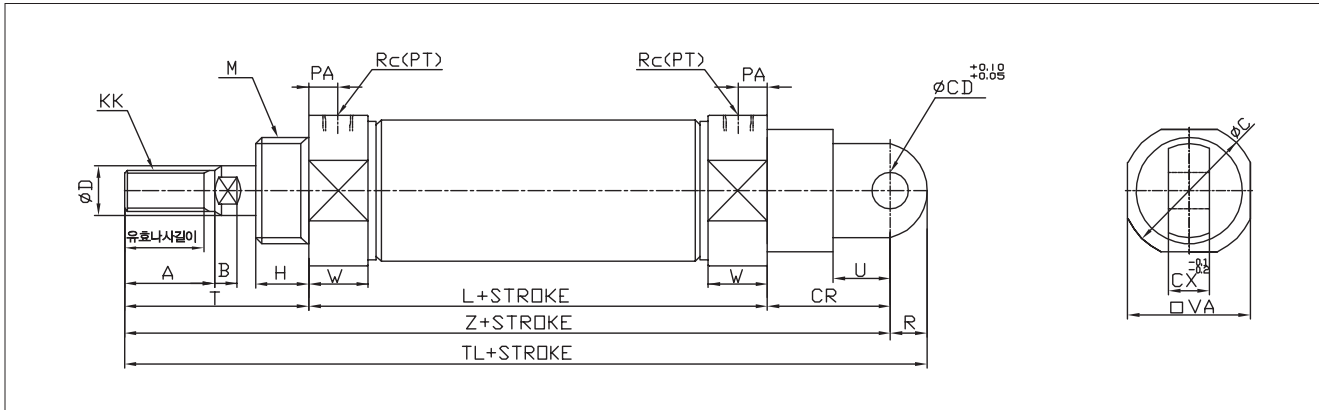 M
PA
Rc(PT)
Rc(PT)
PA
ØCD +0.10 +0.05
KK
ØC
ØD
유효나사길이
A
B
H
W
W
U
CX -0.1 -0.2
T
L+STROKE
CR
□VA
Z+STROKE
R
TL+STROKE